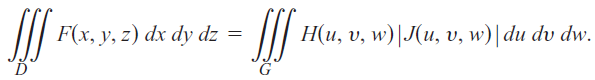 ∭_D F(x, y, z) dx dy dz = ∭_G H(u, v, w)|J(u, v, w)| du dv dw.